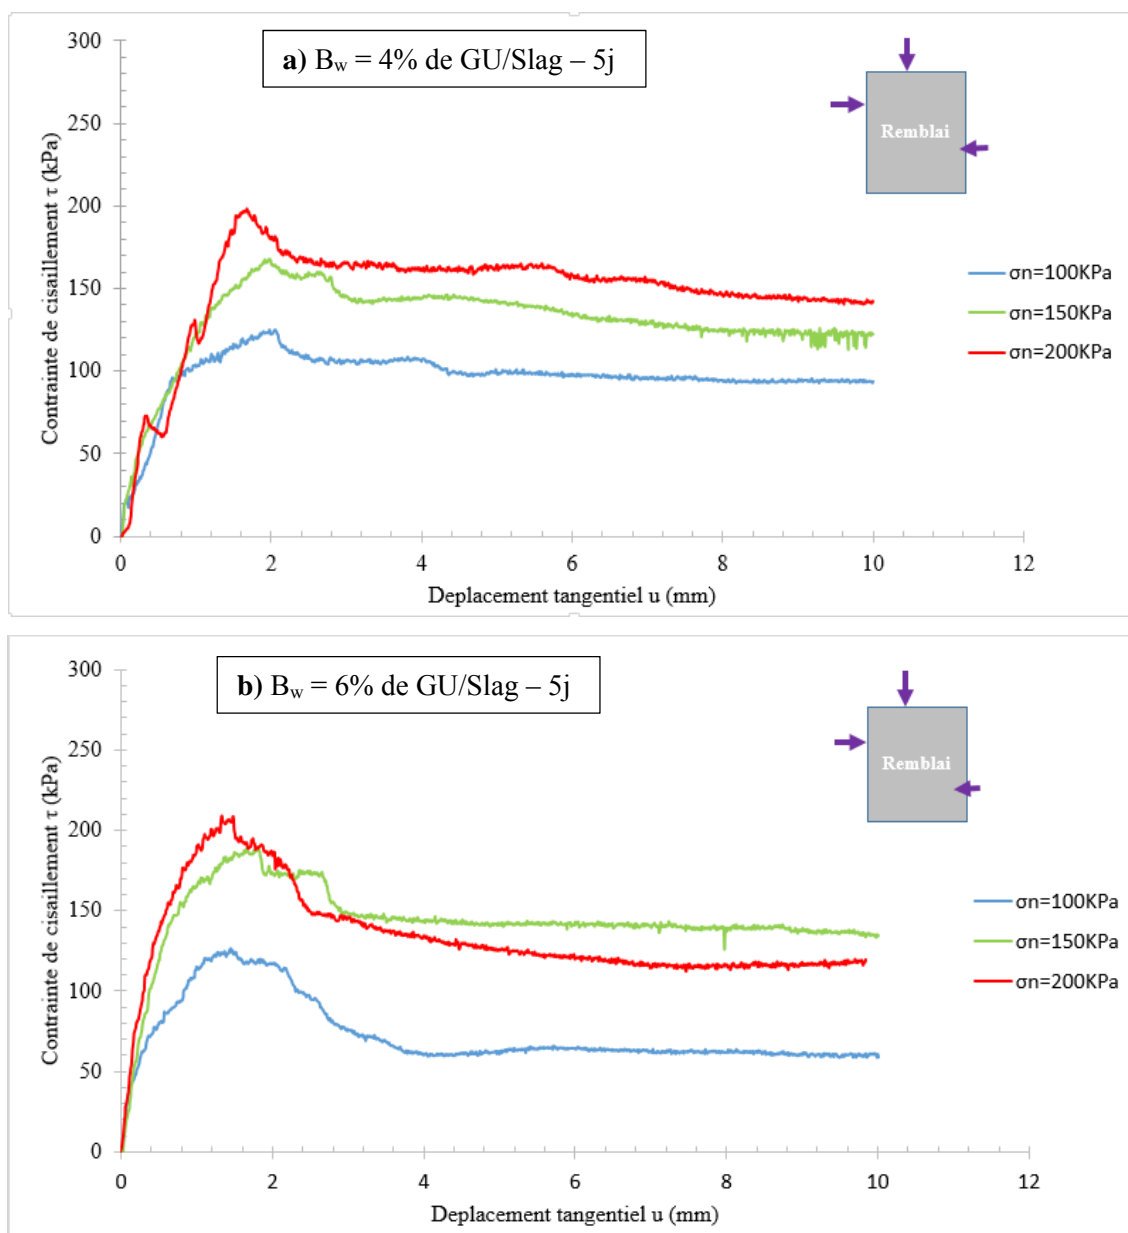 a) Bw = 4% de GU/Slag – 5j
300
250
200
150
100
50
0
Contrainte de cisaillement τ (kPa)
Remblai
σn=100KPa
σn=150KPa
σn=200KPa
0 2 4 6 8 10 12
Deplacement tangentiel u (mm)
b) Bw = 6% de GU/Slag – 5j
300
250
200
150
100
50
0
Contrainte de cisaillement τ (kPa)
Remblai
σn=100KPa
σn=150KPa
σn=200KPa
0 2 4 6 8 10 12
Deplacement tangentiel u (mm)